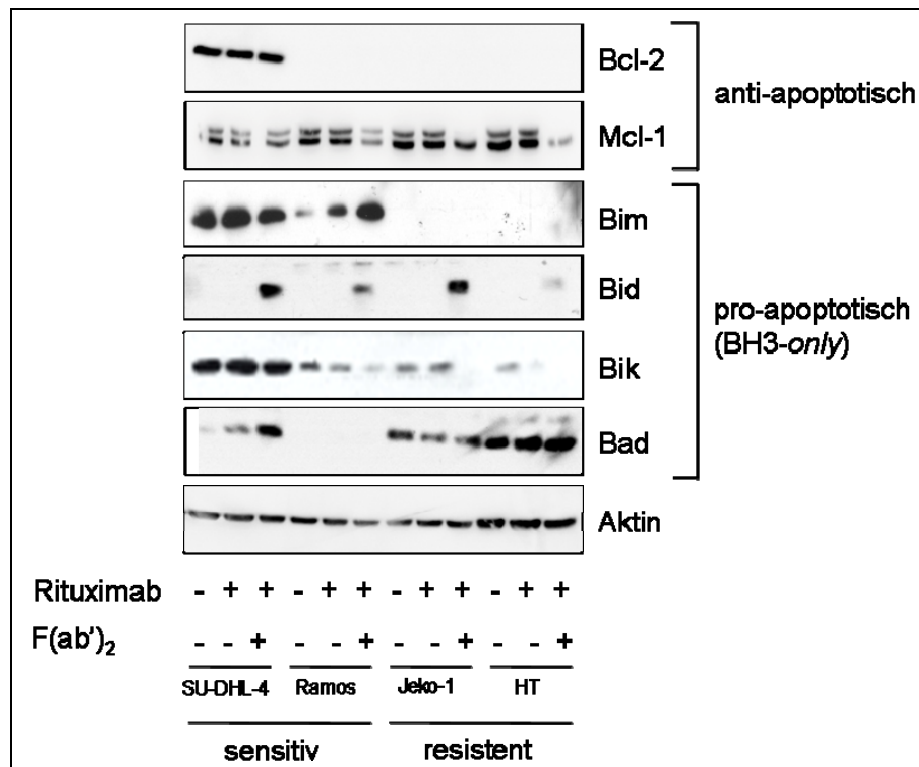 Bcl-2
anti-apoptotisch
Mcl-1
Bim
Bid
pro-apoptotisch
(BH3-only)
Bik
Bad
Aktin
Rituximab - + + - + + - + + - + +
F(ab')₂ - - + - - + - - + - - +
SU-DHL-4 Ramos Jeko-1 HT
sensitiv resistent